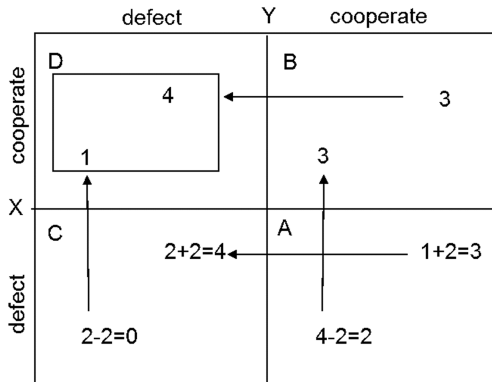 defect Y cooperate
cooperate
D
4
1
B
3
3
X
defect
C
2+2=4
2-2=0
A
1+2=3
4-2=2